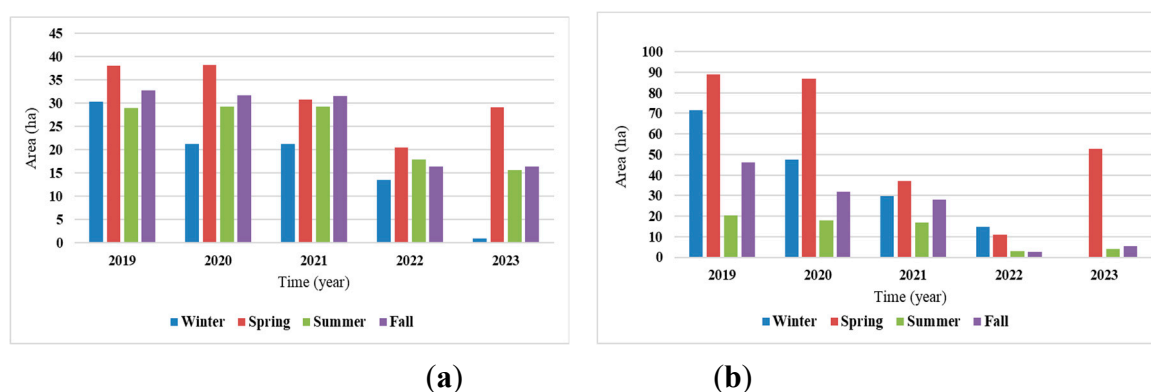 Area (ha)
45
40
35
30
25
20
15
10
5
0
2019 2020 2021 2022 2023
Time (year)
Winter Spring Summer Fall
(a)
Area (ha)
100
90
80
70
60
50
40
30
20
10
0
2019 2020 2021 2022 2023
Time (year)
Winter Spring Summer Fall
(b)